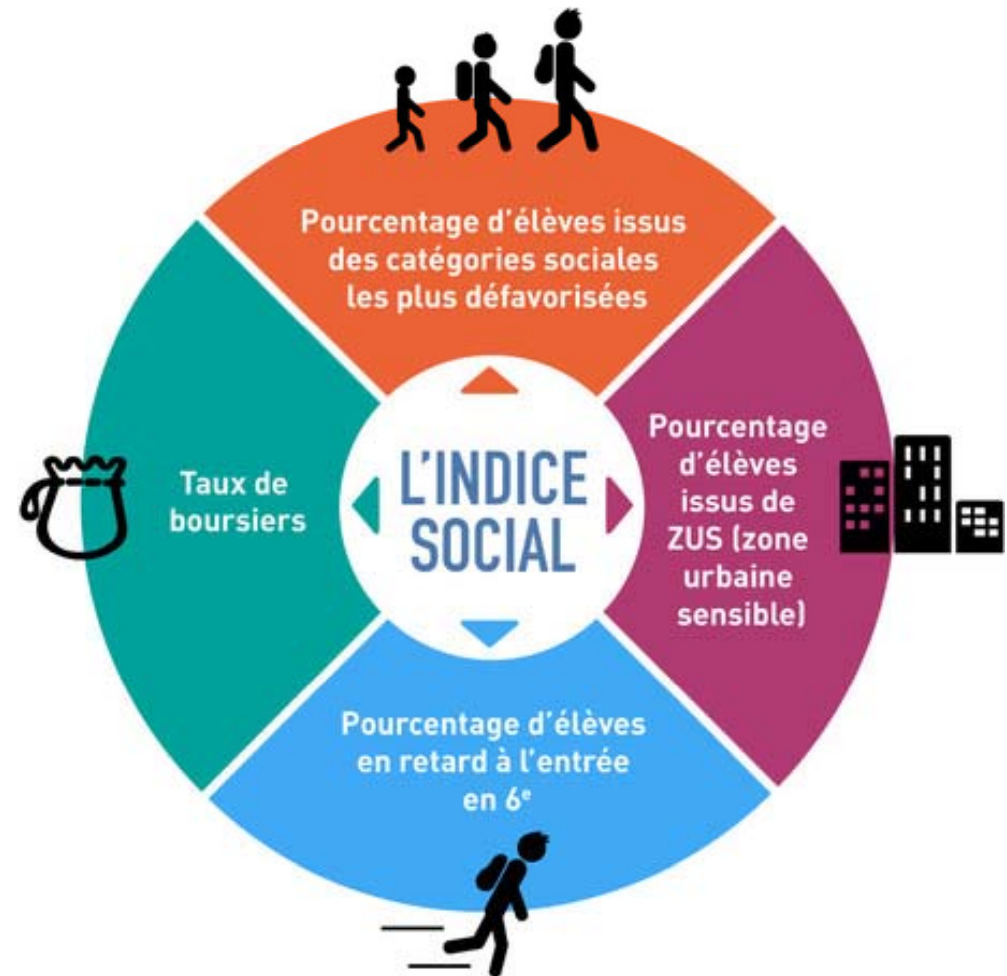 Pourcentage d'élèves issus
des catégories sociales
les plus défavorisées
Taux de
boursiers
L'INDICE
SOCIAL
Pourcentage
d'élèves
issus de
ZUS (zone
urbaine
sensible)
Pourcentage d'élèves
en retard à l'entrée
en 6ᵉ